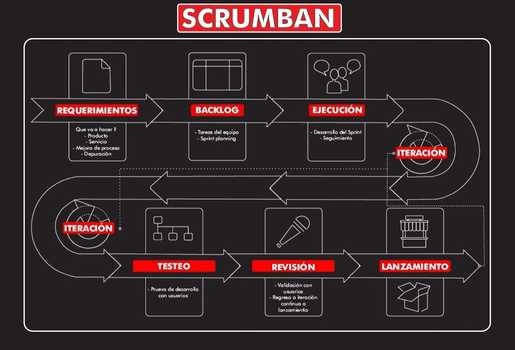 SCRUMBAN
REQUERIMIENTOS
Que va a hacer ?
- Producto
- Servicio
- Mejora de proceso
- Depuración
BACKLOG
- Tareas del equipo
- Sprint planning
EJECUCIÓN
- Desarrollo del Sprint
- Seguimiento
ITERACIÓN
ITERACIÓN
TESTEO
- Prueba de desarrollo
con usuarios
REVISIÓN
- Validación con
usuarios
- Regreso a iteración
continua o
lanzamiento
LANZAMIENTO